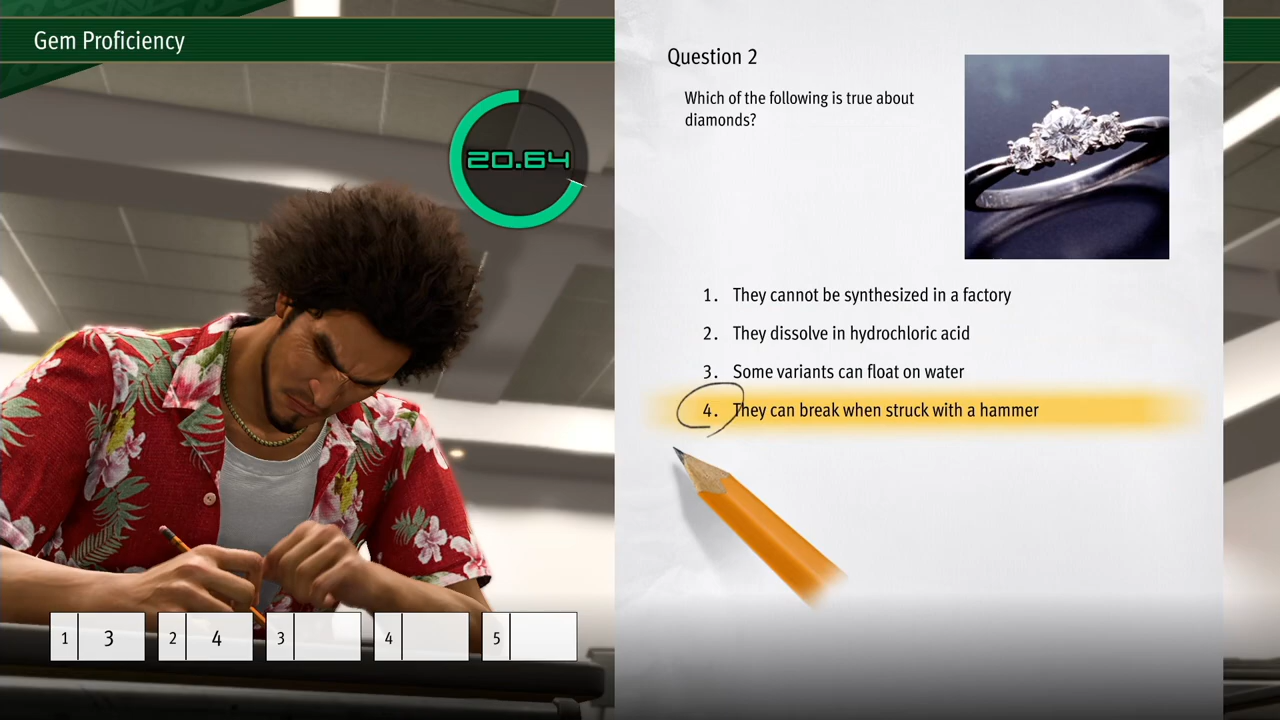 Gem Proficiency
20.64
Question 2
Which of the following is true about
diamonds?
1. They cannot be synthesized in a factory
2. They dissolve in hydrochloric acid
3. Some variants can float on water
4. They can break when struck with a hammer
1 3 2 4 3 4 5